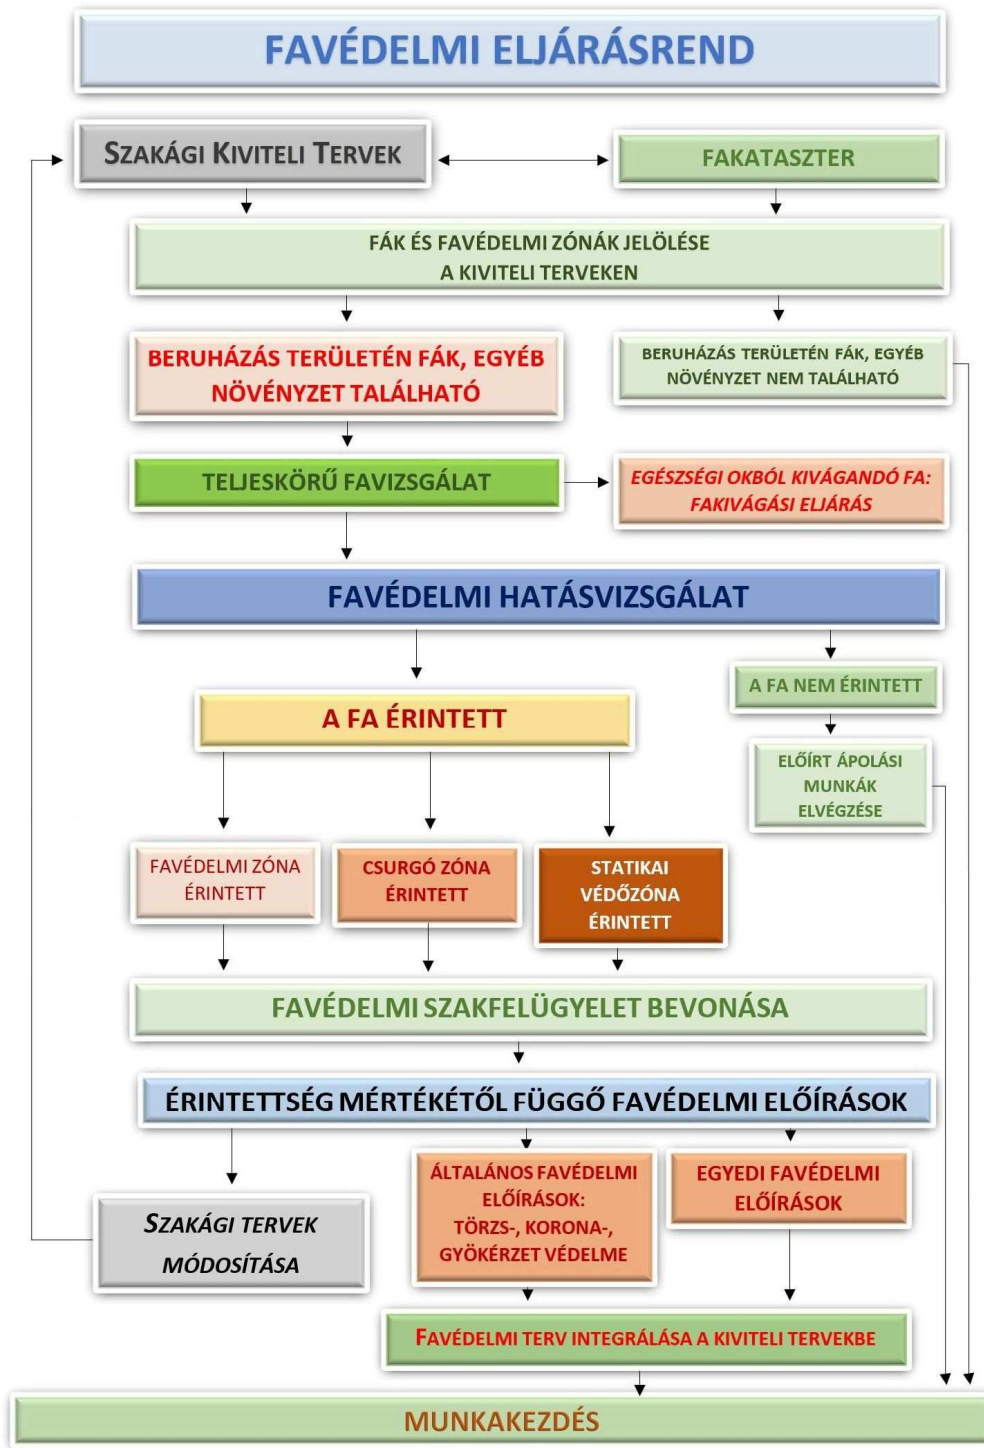 FAVÉDELMI ELJÁRÁSREND
SZAKÁGI KIVITELI TERVEK
FAKATASZTER
FÁK ÉS FAVÉDELMI ZÓNÁK JELÖLÉSE
A KIVITELI TERVEKEN
BERUHÁZÁS TERÜLETÉN FÁK, EGYÉB
NÖVÉNYZET TALÁLHATÓ
BERUHÁZÁS TERÜLETÉN FÁK, EGYÉB
NÖVÉNYZET NEM TALÁLHATÓ
TELJESKÖRŰ FAVIZSGÁLAT
EGÉSZSÉGI OKBÓL KIVÁGANDÓ FA:
FAKIVÁGÁSI ELJÁRÁS
FAVÉDELMI HATÁSVIZSGÁLAT
A FA NEM ÉRINTETT
A FA ÉRINTETT
ELŐÍRT ÁPOLÁSI
MUNKÁK
ELVÉGZÉSE
FAVÉDELMI ZÓNA
ÉRINTETT
CSURGÓ ZÓNA
ÉRINTETT
STATIKAI
VÉDŐZÓNA
ÉRINTETT
FAVÉDELMI SZAKFELÜGYELET BEVONÁSA
ÉRINTETTSÉG MÉRTÉKÉTŐL FÜGGŐ FAVÉDELMI ELŐÍRÁSOK
SZAKÁGI TERVEK
MÓDOSÍTÁSA
ÁLTALÁNOS FAVÉDELMI
ELŐÍRÁSOK:
TÖRZS-, KORONA-,
GYÖKÉRZET VÉDELME
EGYEDI FAVÉDELMI
ELŐÍRÁSOK
FAVÉDELMI TERV INTEGRÁLÁSA A KIVITELI TERVEKBE
MUNKAKEZDÉS